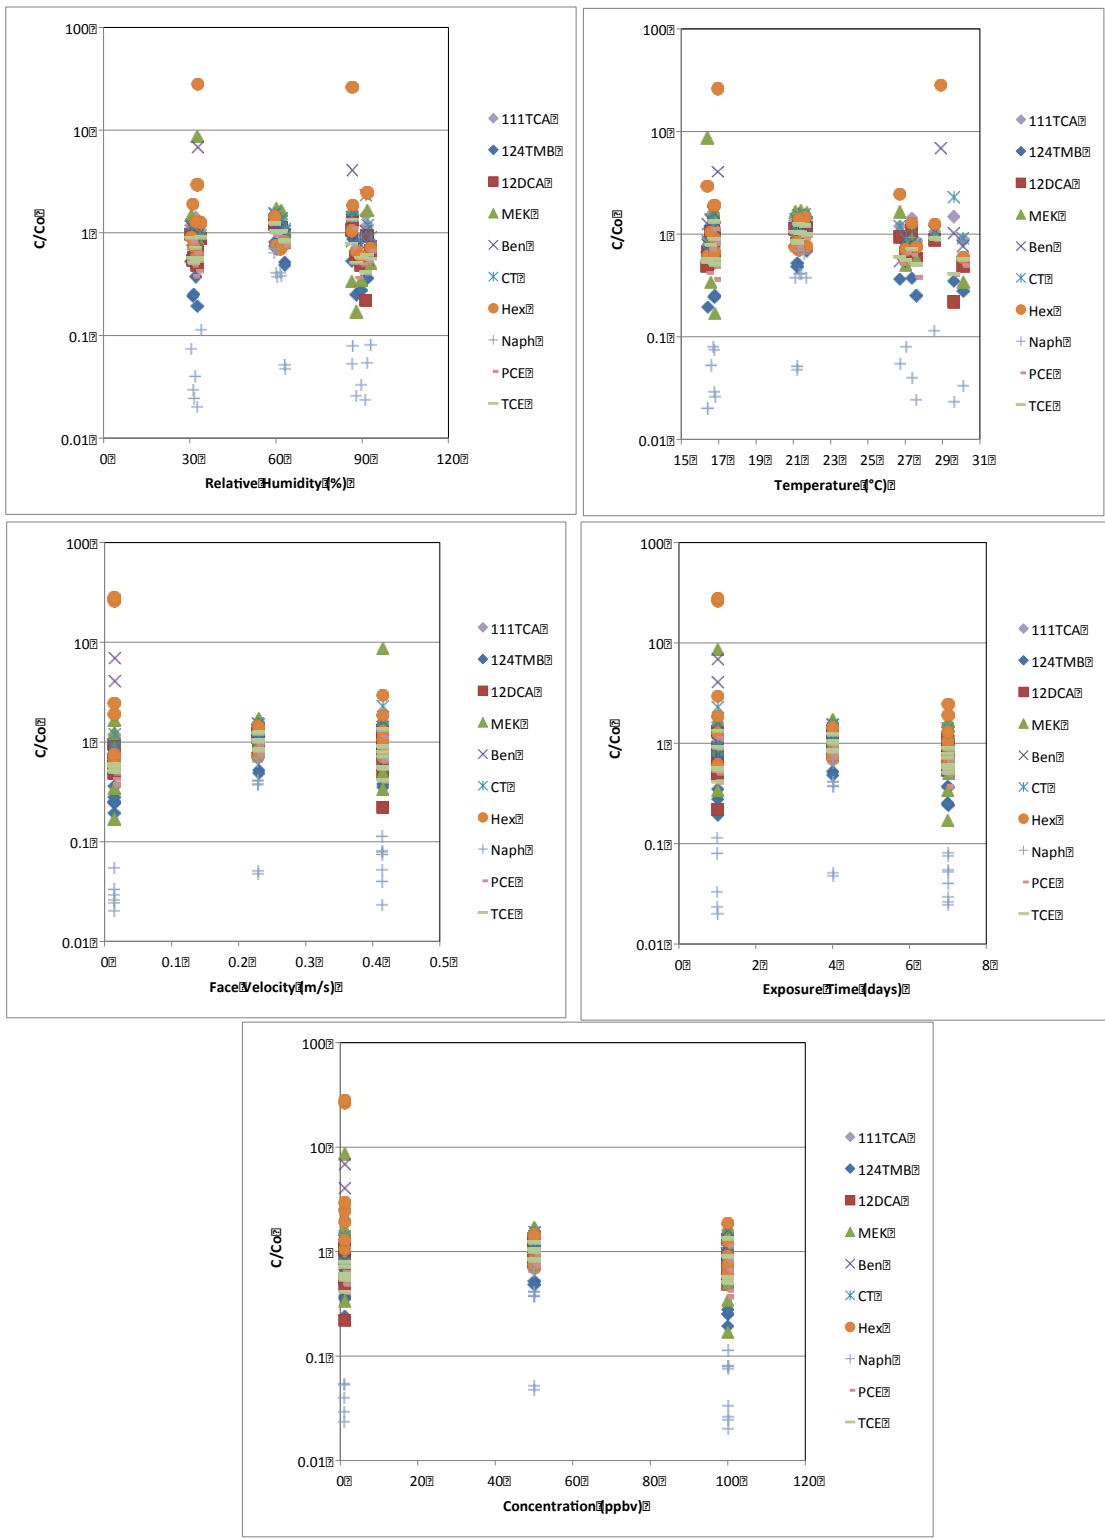 100
10
1
0.1
0.01
0 30 60 90 120
C/Co
Relative Humidity (%)
111TCA
124TMB
12DCA
MEK
Ben
CT
Hex
Naph
PCE
TCE
100
10
1
0.1
0.01
15 17 19 21 23 25 27 29 31
C/Co
Temperature (°C)
111TCA
124TMB
12DCA
MEK
Ben
CT
Hex
Naph
PCE
TCE
100
10
1
0.1
0.01
0 0.1 0.2 0.3 0.4 0.5
C/Co
Face Velocity (m/s)
111TCA
124TMB
12DCA
MEK
Ben
CT
Hex
Naph
PCE
TCE
100
10
1
0.1
0.01
0 2 4 6 8
C/Co
Exposure Time (days)
111TCA
124TMB
12DCA
MEK
Ben
CT
Hex
Naph
PCE
TCE
100
10
1
0.1
0.01
0 20 40 60 80 100 120
C/Co
Concentration (ppbv)
111TCA
124TMB
12DCA
MEK
Ben
CT
Hex
Naph
PCE
TCE